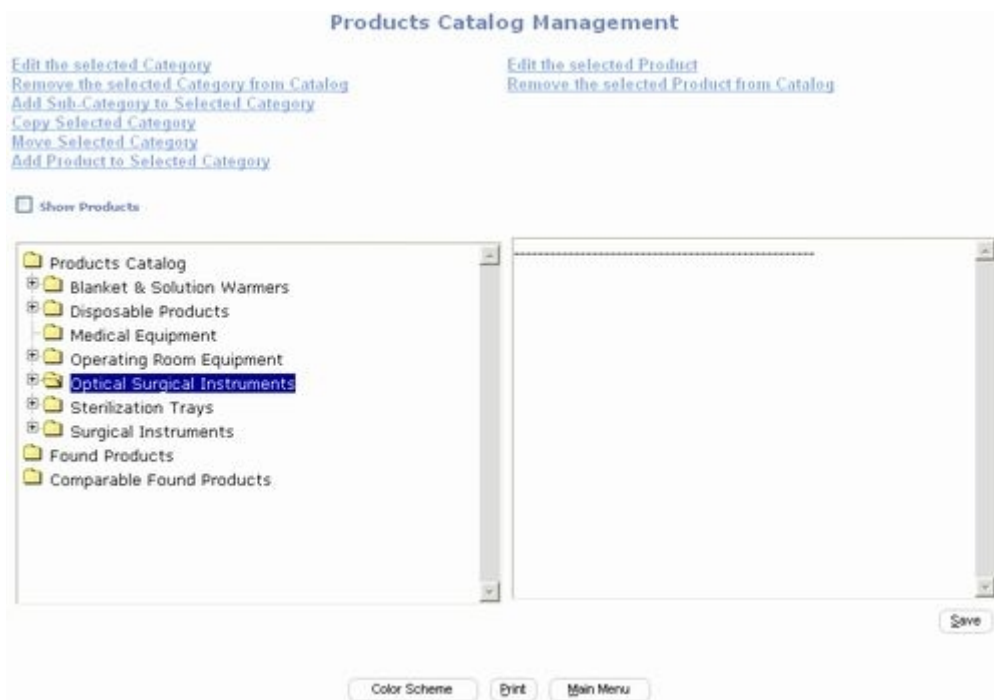 Products Catalog Management
Edit the selected Category
Remove the selected Category from Catalog
Add Sub-Category to Selected Category
Copy Selected Category
Move Selected Category
Add Product to Selected Category
Edit the selected Product
Remove the selected Product from Catalog
Show Products
Products Catalog
Blanket & Solution Warmers
Disposable Products
Medical Equipment
Operating Room Equipment
Optical Surgical Instruments
Sterilization Trays
Surgical Instruments
Found Products
Comparable Found Products
Save
Color Scheme
Print
Main Menu